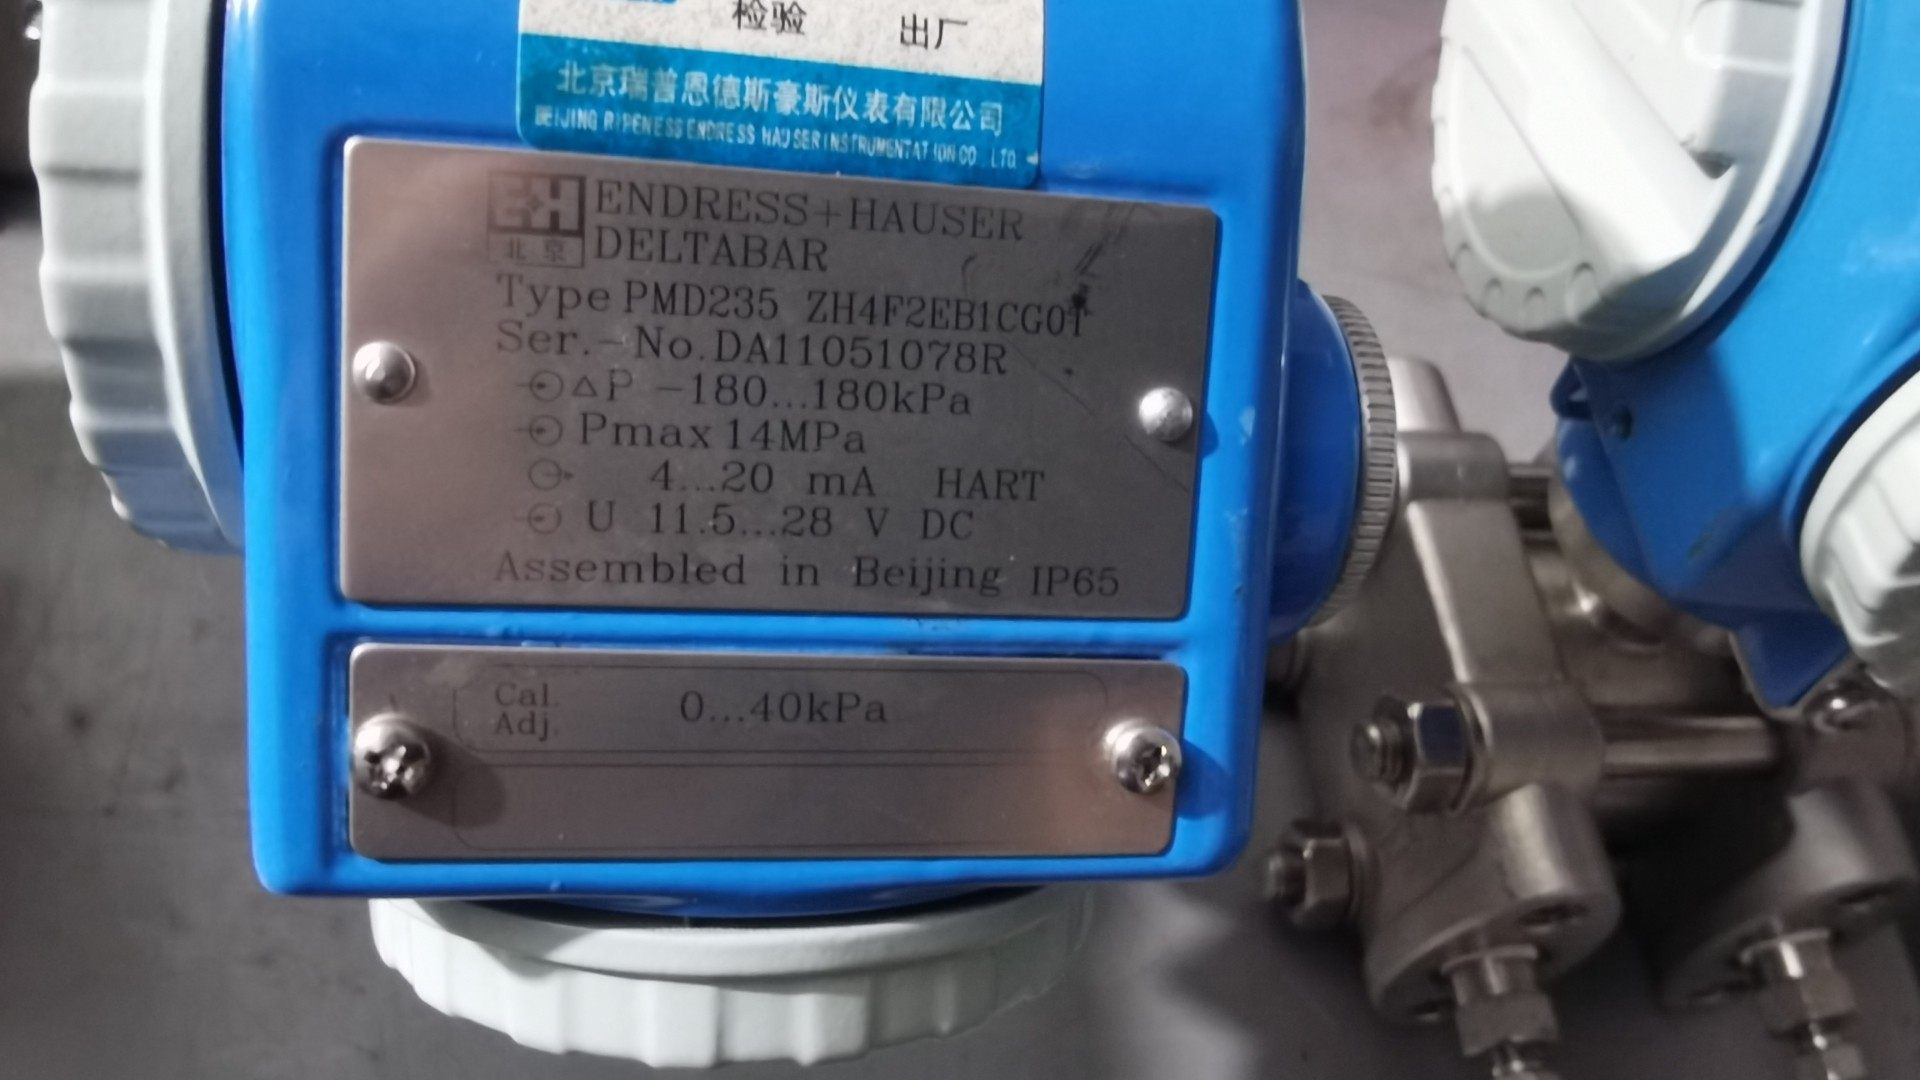 检验 出厂
北京瑞普恩德斯豪斯仪表有限公司
BEIJING RIPENESS ENDRESS HAUSER INSTRUMENTATION CO., LTD.
E+H ENDRESS+HAUSER
北京 DELTABAR
Type PMD235 ZH4F2EB1CG0T
Ser.-No.DA11051078R
△P -180...180kPa
Pmax 14MPa
4...20 mA HART
U 11.5...28 V DC
Assembled in Beijing IP65
Cal. 0...40kPa
Adj.